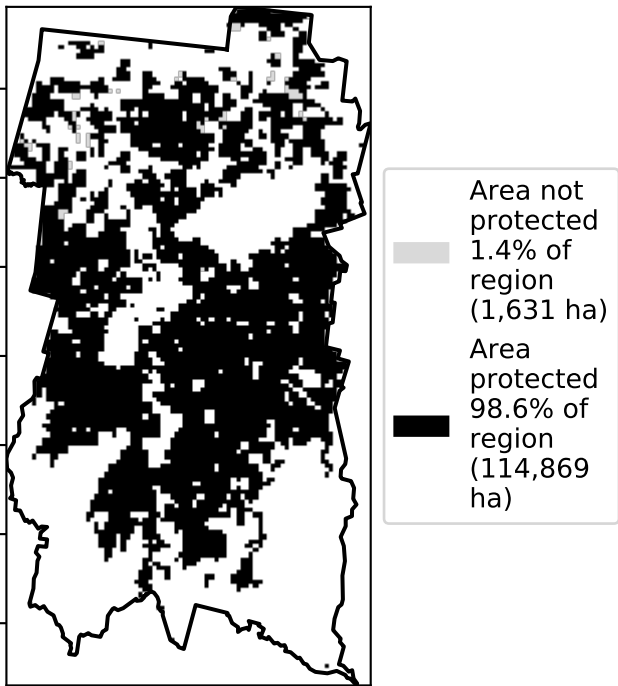 Area not
protected
1.4% of
region
(1,631 ha)
Area
protected
98.6% of
region
(114,869
ha)